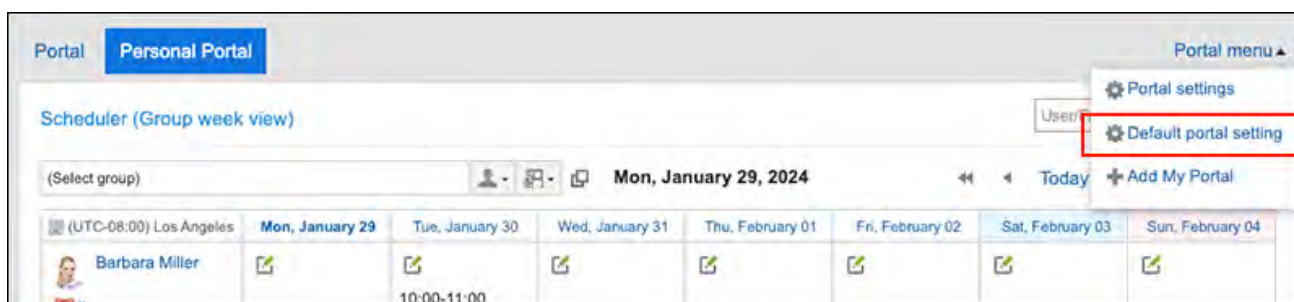 Portal Personal Portal Portal menu
Portal settings
Scheduler (Group week view)
Default portal setting
(Select group) Mon, January 29, 2024 Today Add My Portal
(UTC-08:00) Los Angeles Mon, January 29 Tue, January 30 Wed, January 31 Thu, February 01 Fri, February 02 Sat, February 03 Sun, February 04
Barbara Miller
10:00-11:00